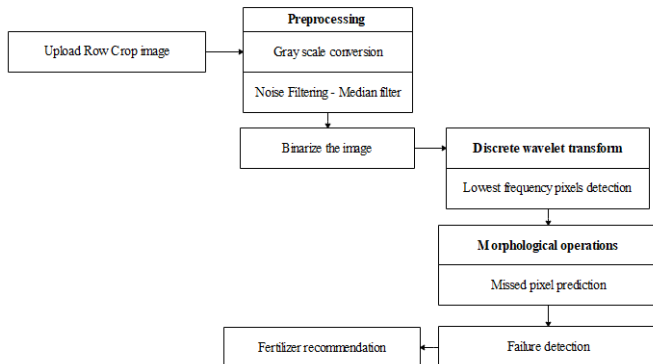 Preprocessing
Upload Row Crop image
Gray scale conversion
Noise Filtering - Median filter
Binarize the image
Discrete wavelet transform
Lowest frequency pixels detection
Morphological operations
Missed pixel prediction
Fertilizer recommendation
Failure detection